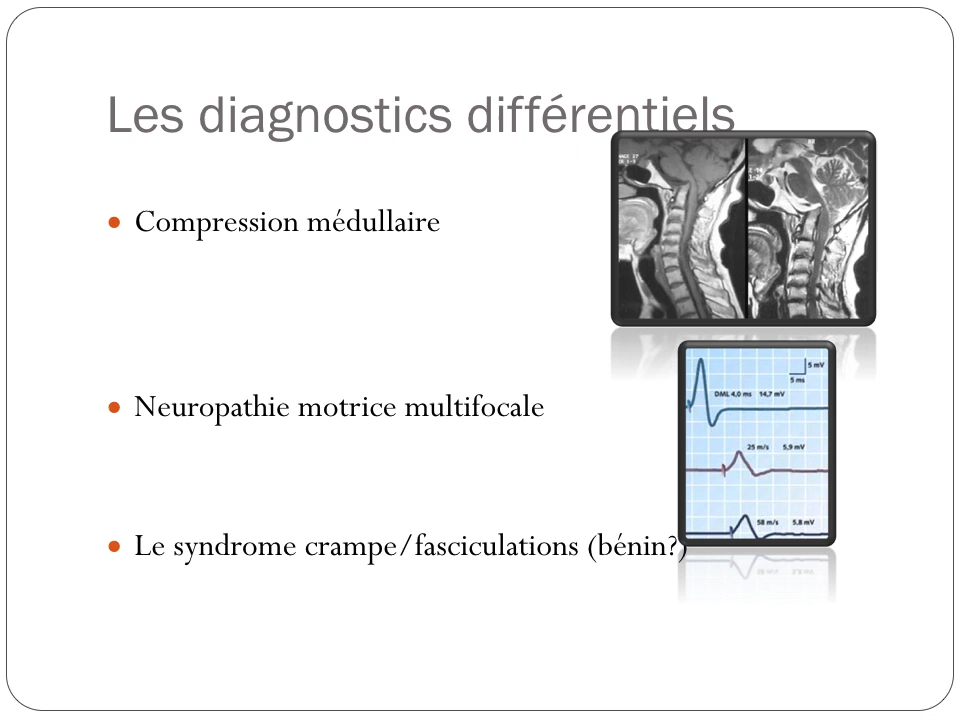 Les diagnostics différentiels
• Compression médullaire
• Neuropathie motrice multifocale
• Le syndrome crampe/fasciculations (bénin?)
5 mV
5 ms
DML 4,0 ms 14,7 mV
25 m/s 5,9 mV
58 m/s 5,8 mV